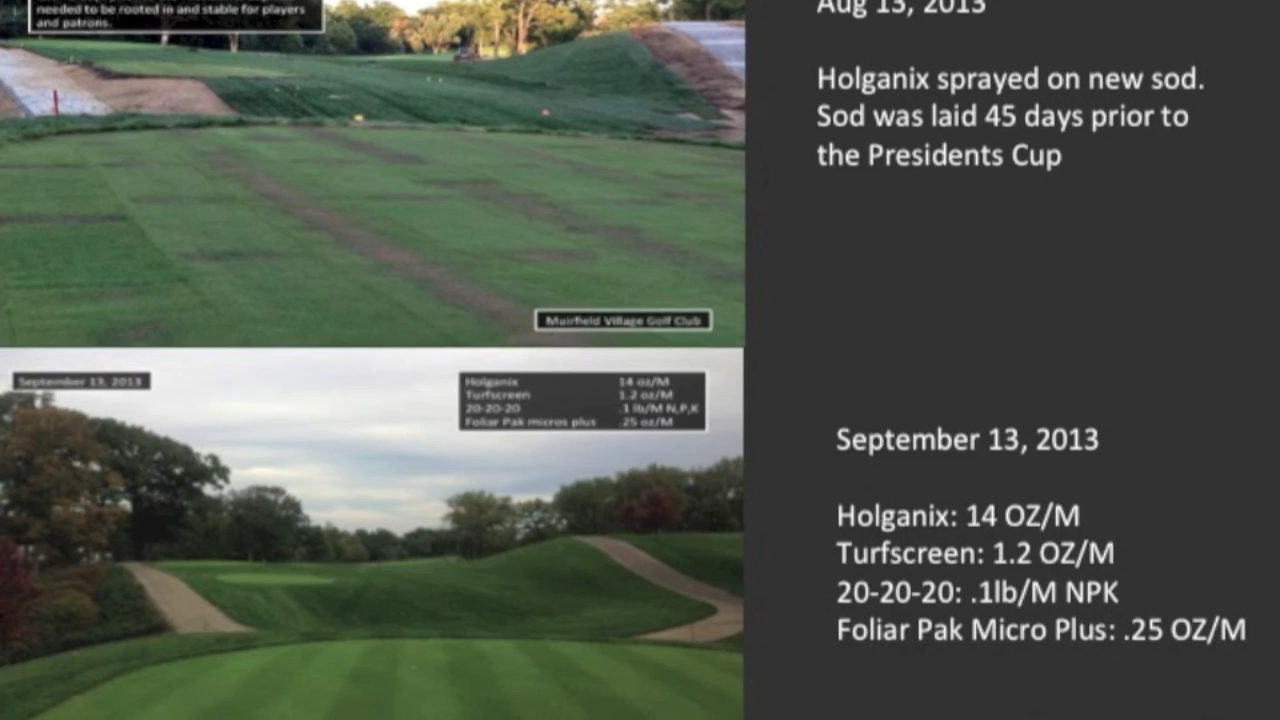 needed to be rooted in and stable for players
and patrons.
Muirfield Village Golf Club
Aug 13, 2013
Holganix sprayed on new sod.
Sod was laid 45 days prior to
the Presidents Cup
September 13, 2013
Holganix 14 oz/M
Turfscreen 1.2 oz/M
20-20-20 .1 lb/M N,P,K
Foliar Pak micros plus .25 oz/M
September 13, 2013
Holganix: 14 OZ/M
Turfscreen: 1.2 OZ/M
20-20-20: .1lb/M NPK
Foliar Pak Micro Plus: .25 OZ/M